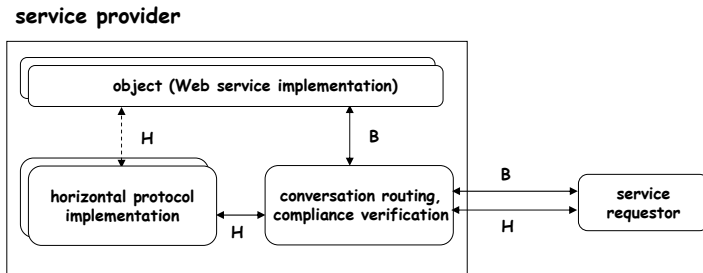 service provider
object (Web service implementation)
H
B
horizontal protocol
implementation
H
conversation routing,
compliance verification
B
H
service
requestor